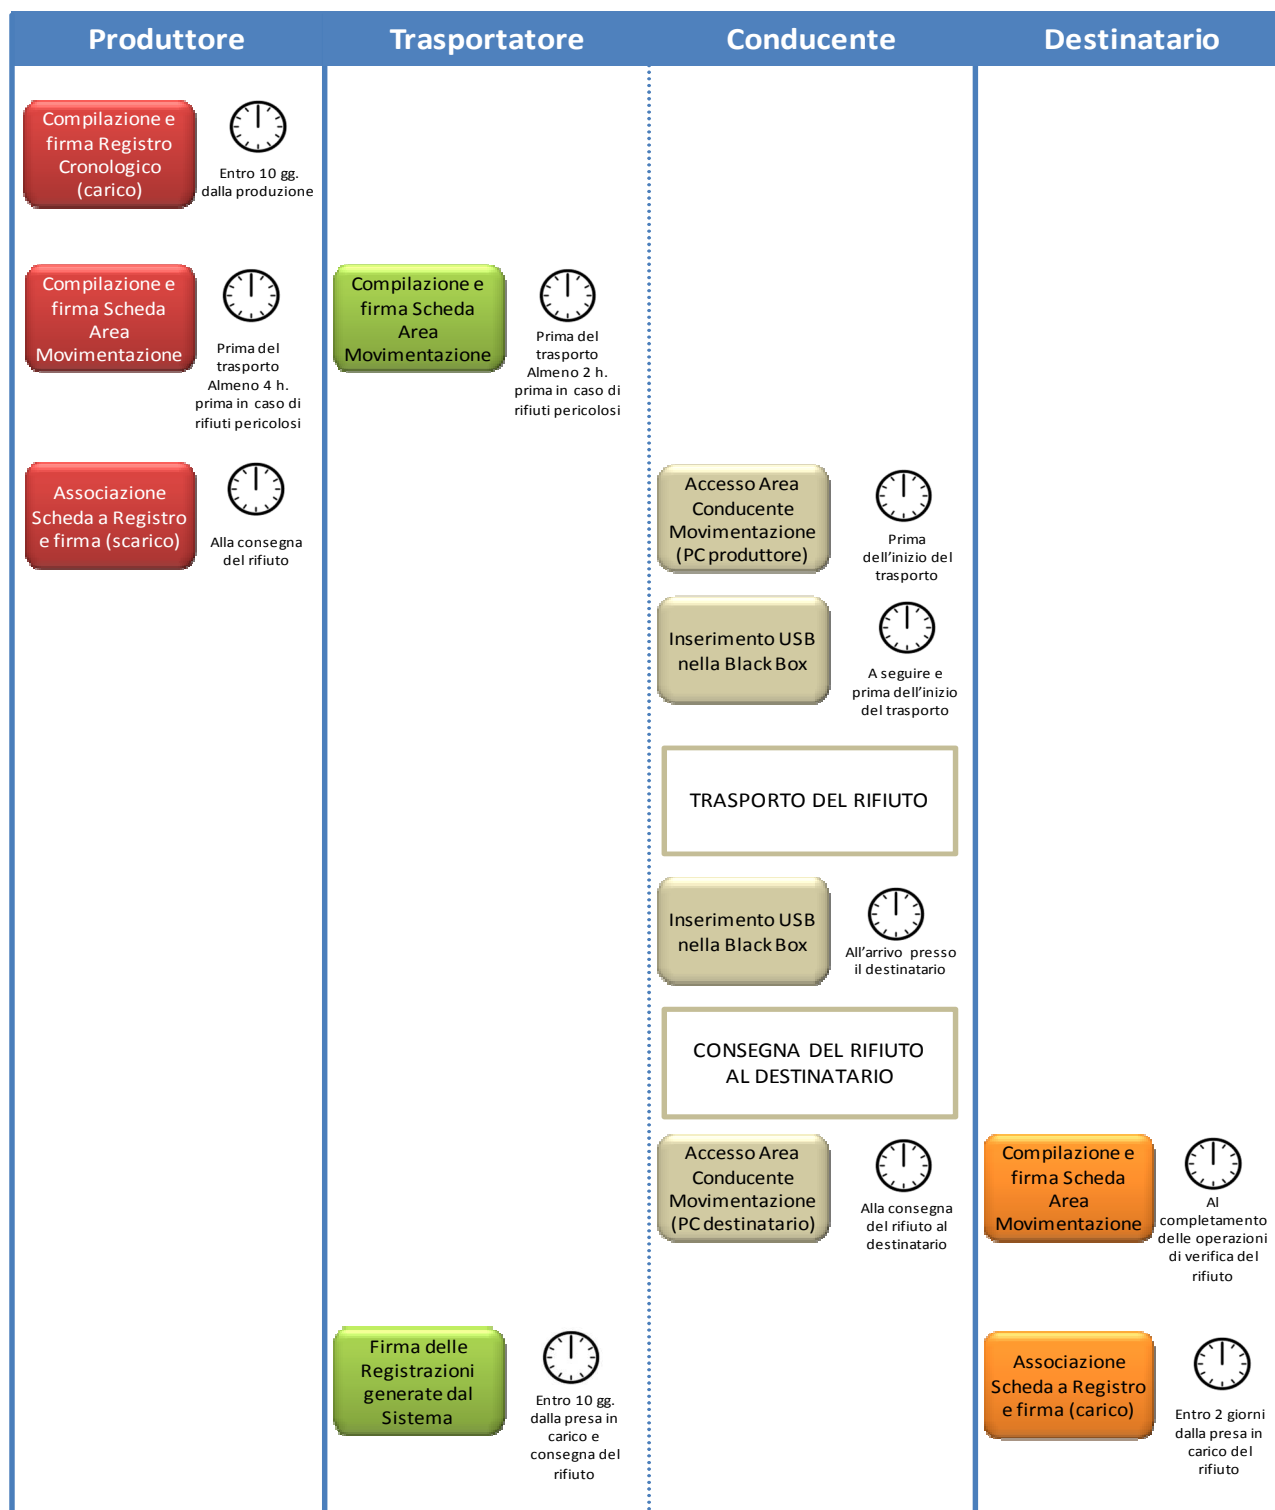 Produttore
Trasportatore
Conducente
Destinatario
Compilazione e
firma Registro
Cronologico
(carico)
Entro 10 gg.
dalla produzione
Compilazione e
firma Scheda
Area
Movimentazione
Prima del
trasporto
Almeno 4 h.
prima in caso di
rifiuti pericolosi
Compilazione e
firma Scheda
Area
Movimentazione
Prima del
trasporto
Almeno 2 h.
prima in caso di
rifiuti pericolosi
Associazione
Scheda a Registro
e firma (scarico)
Alla consegna
del rifiuto
Accesso Area
Conducente
Movimentazione
(PC produttore)
Prima
dell'inizio del
trasporto
Inserimento USB
nella Black Box
A seguire e
prima dell'inizio
del trasporto
TRASPORTO DEL RIFIUTO
Inserimento USB
nella Black Box
All'arrivo presso
il destinatario
CONSEGNA DEL RIFIUTO
AL DESTINATARIO
Accesso Area
Conducente
Movimentazione
(PC destinatario)
Alla consegna
del rifiuto al
destinatario
Compilazione e
firma Scheda
Area
Movimentazione
Al
completamento
delle operazioni
di verifica del
rifiuto
Firma delle
Registrazioni
generate dal
Sistema
Entro 10 gg.
dalla presa in
carico e
consegna del
rifiuto
Associazione
Scheda a Registro
e firma (carico)
Entro 2 giorni
dalla presa in
carico del
rifiuto